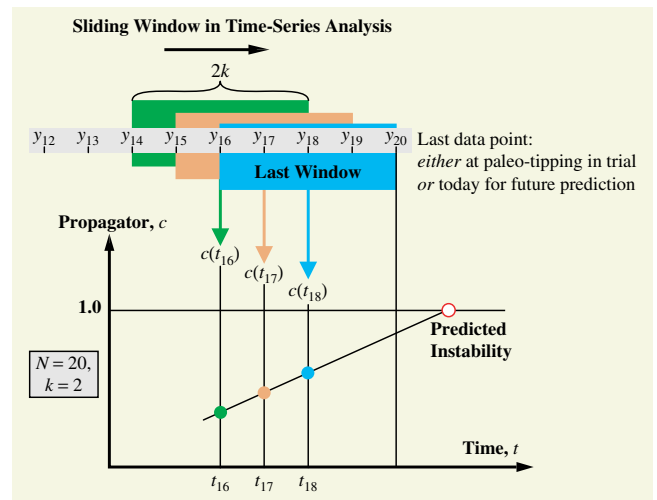 Sliding Window in Time-Series Analysis
2k
y12 y13 y14 y15 y16 y17 y18 y19 y20
Last data point:
either at paleo-tipping in trial
or today for future prediction
Last Window
Propagator, c
c(t16)
c(t17)
c(t18)
1.0
Predicted
Instability
N = 20,
k = 2
Time, t
t16 t17 t18